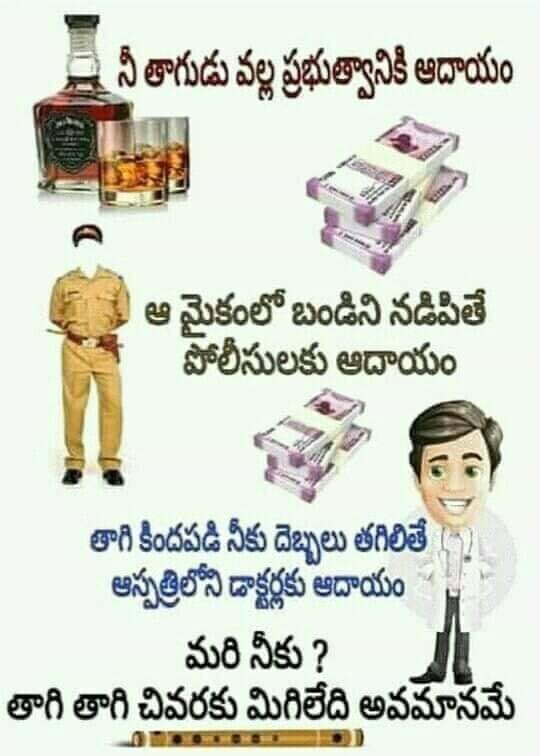 నీ తాగుడు వల్ల ప్రభుత్వానికి ఆదాయం
ఆ మైకంలో బండిని నడిపితే
పోలీసులకు ఆదాయం
తాగి కిందపడి నీకు దెబ్బలు తగిలితే
ఆస్పత్రిలోని డాక్టర్లకు ఆదాయం
మరి నీకు ?
తాగి తాగి చివరకు మిగిలేది అవమానమే